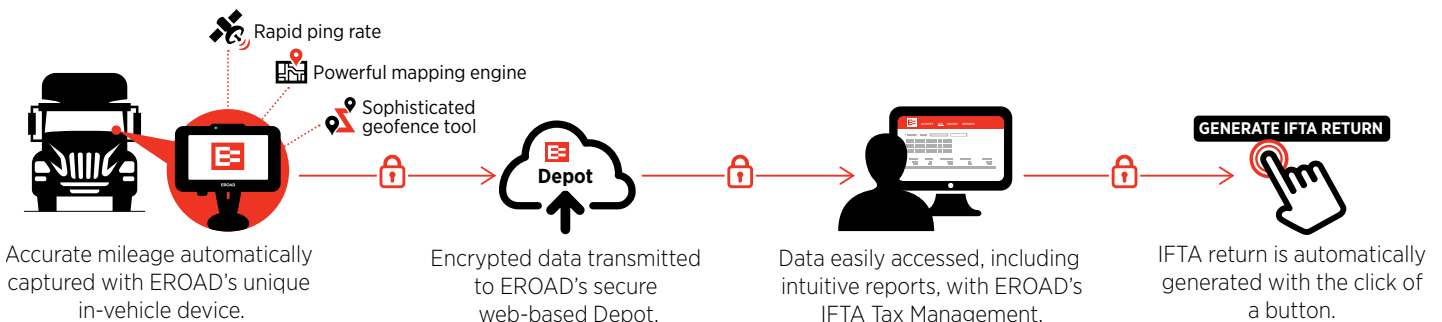 Rapid ping rate
Powerful mapping engine
Sophisticated
geofence tool
EROAD
Depot
GENERATE IFTA RETURN
Accurate mileage automatically
captured with EROAD's unique
in-vehicle device.
Encrypted data transmitted
to EROAD's secure
web-based Depot.
Data easily accessed, including
intuitive reports, with EROAD's
IFTA Tax Management.
IFTA return is automatically
generated with the click of
a button.